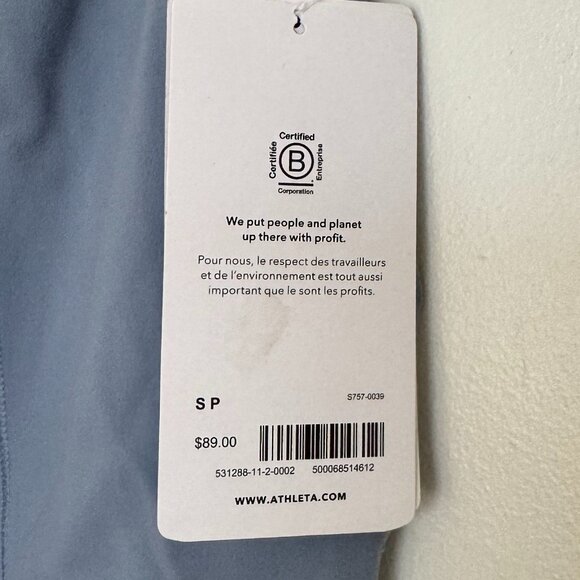 Certified
Certifiée
B
Entreprise
Corporation
We put people and planet
up there with profit.
Pour nous, le respect des travailleurs
et de l'environnement est tout aussi
important que le sont les profits.
S P
S757-0039
$89.00
531288-11-2-0002 500068514612
WWW.ATHLETA.COM